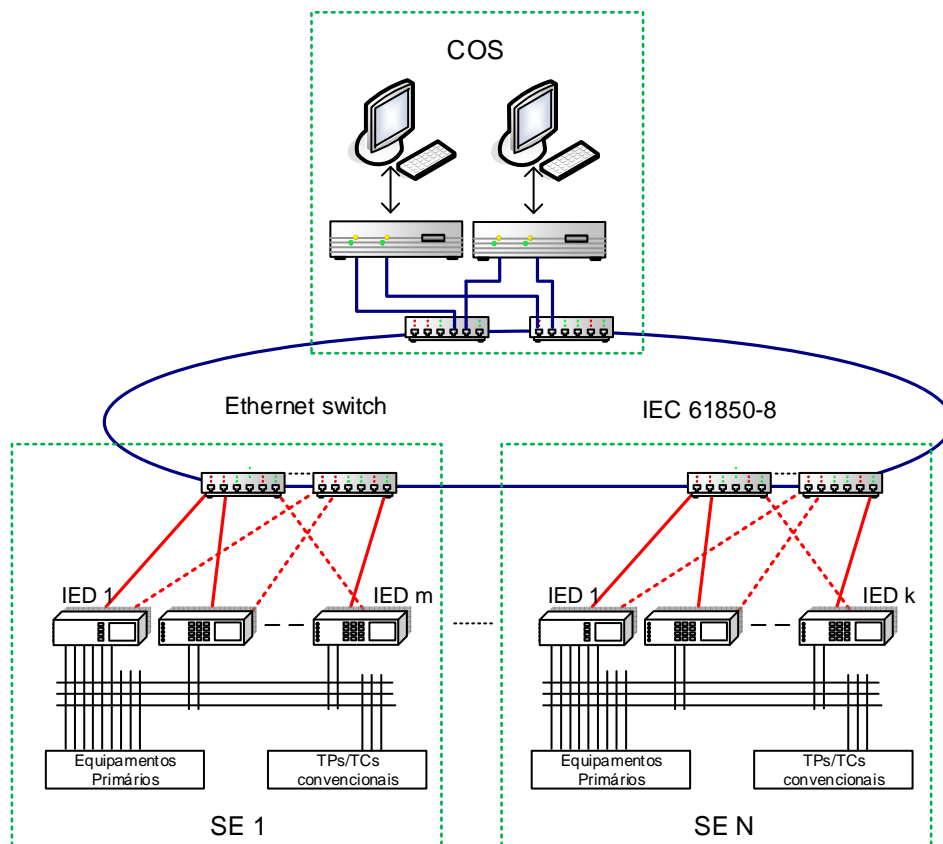 COS
Ethernet switch
IEC 61850-8
IED 1
IED m
IED 1
IED k
Equipamentos
Primários
TPs/TCs
convencionais
Equipamentos
Primários
TPs/TCs
convencionais
SE 1
SE N